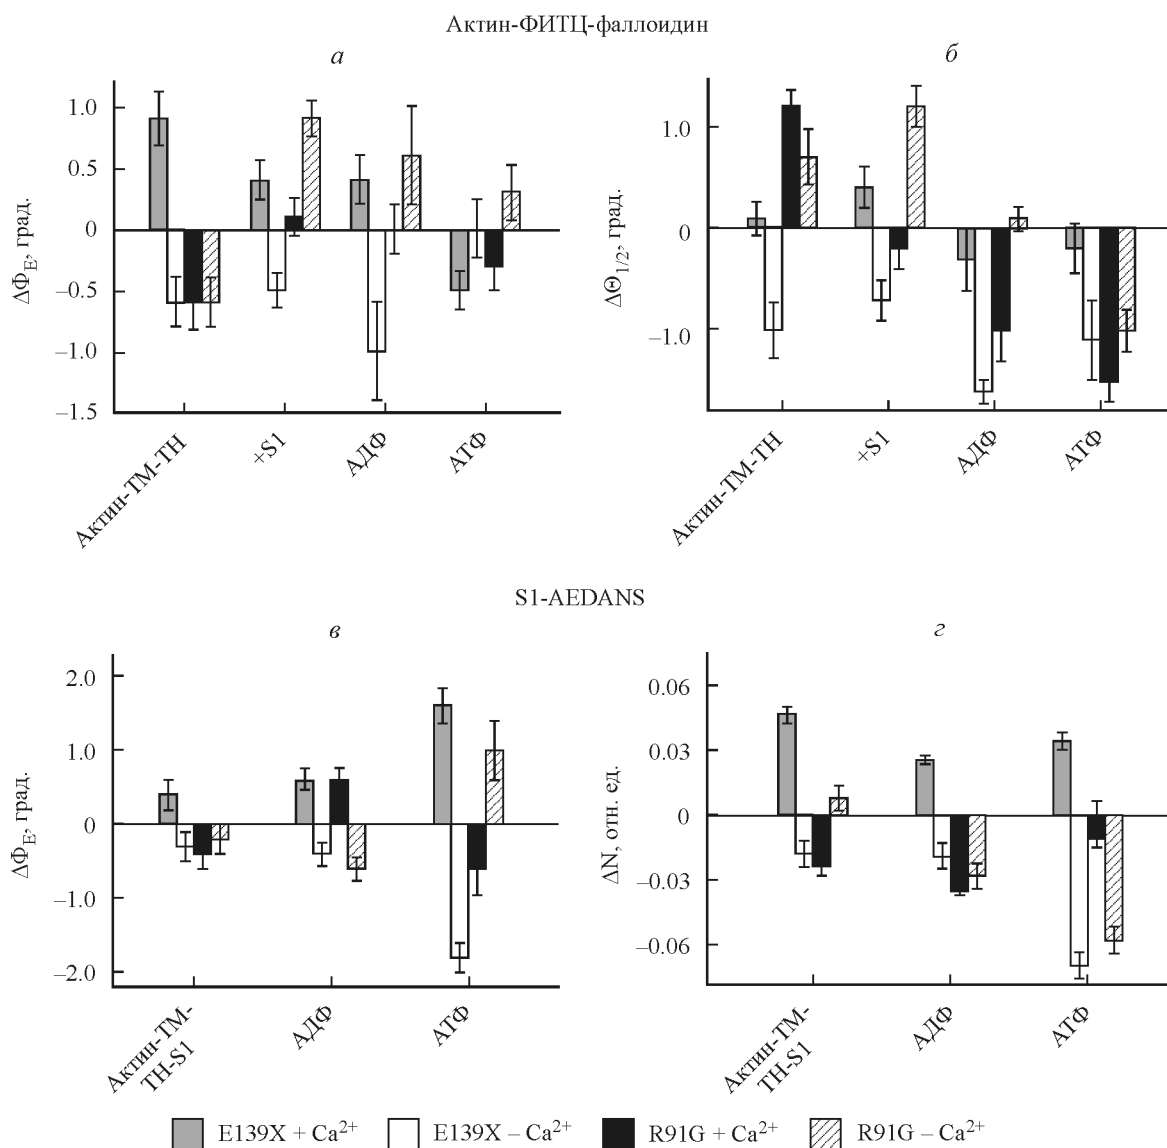 Актин-ФИТЦ-фаллоидин
а
б
ΔΦE, град.
1.0
0.5
0
–0.5
–1.0
–1.5
Актин-ТМ-ТН
+S1
АДФ
АТФ
ΔΘ1/2, град.
1.0
0
–1.0
Актин-ТМ-ТН
+S1
АДФ
АТФ
S1-AEDANS
в
г
ΔΦE, град.
2.0
1.0
0
–1.0
–2.0
Актин-ТМ-
ТН-S1
АДФ
АТФ
ΔN, отн. ед.
0.06
0.03
0
–0.03
–0.06
Актин-ТМ-
ТН-S1
АДФ
АТФ
E139X + Ca2+ E139X – Ca2+ R91G + Ca2+ R91G – Ca2+